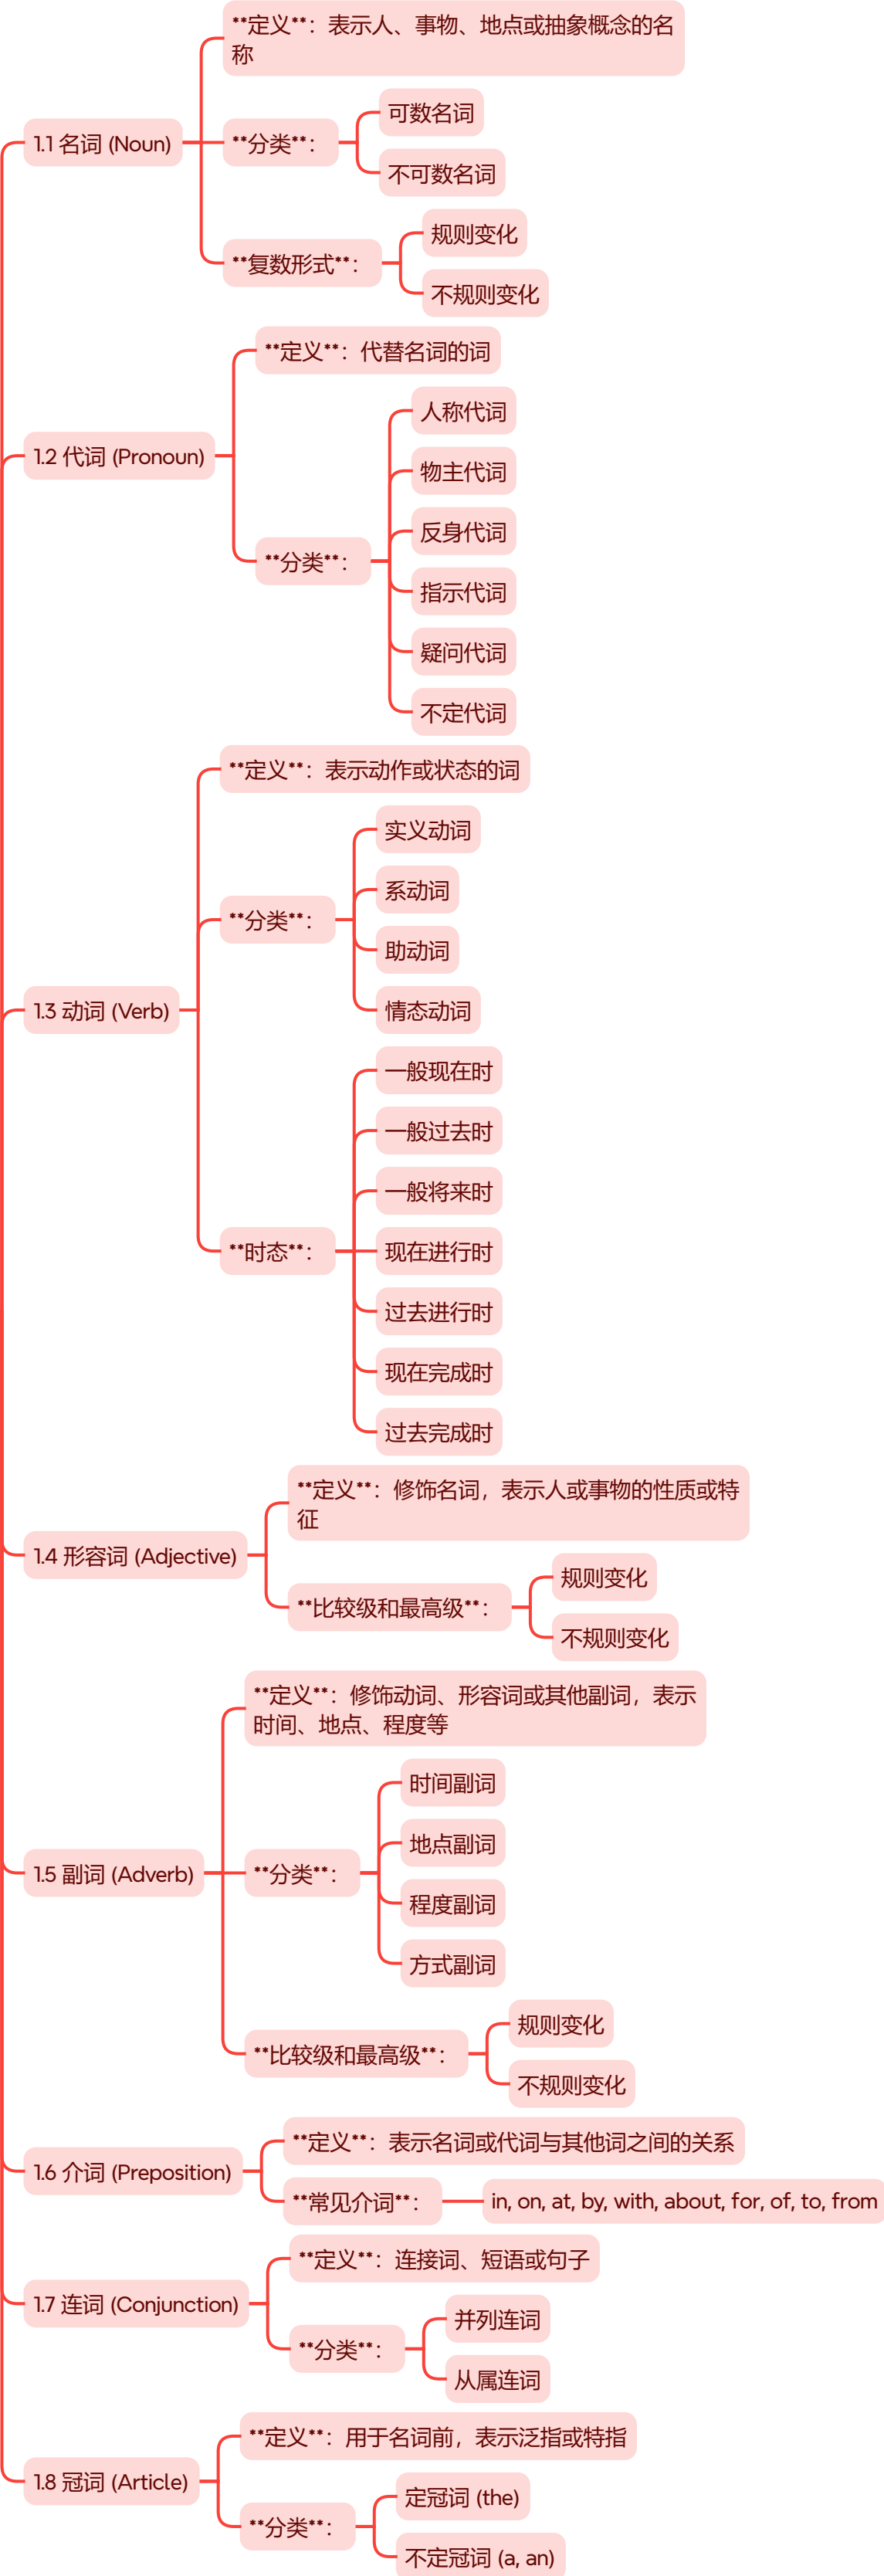 1.1 名词 (Noun)
**定义**：表示人、事物、地点或抽象概念的名
称
**分类**：
可数名词
不可数名词
**复数形式**：
规则变化
不规则变化
1.2 代词 (Pronoun)
**定义**：代替名词的词
**分类**：
人称代词
物主代词
反身代词
指示代词
疑问代词
不定代词
1.3 动词 (Verb)
**定义**：表示动作或状态的词
**分类**：
实义动词
系动词
助动词
情态动词
**时态**：
一般现在时
一般过去时
一般将来时
现在进行时
过去进行时
现在完成时
过去完成时
1.4 形容词 (Adjective)
**定义**：修饰名词，表示人或事物的性质或特
征
**比较级和最高级**：
规则变化
不规则变化
1.5 副词 (Adverb)
**定义**：修饰动词、形容词或其他副词，表示
时间、地点、程度等
**分类**：
时间副词
地点副词
程度副词
方式副词
**比较级和最高级**：
规则变化
不规则变化
1.6 介词 (Preposition)
**定义**：表示名词或代词与其他词之间的关系
**常见介词**：
in, on, at, by, with, about, for, of, to, from
1.7 连词 (Conjunction)
**定义**：连接词、短语或句子
**分类**：
并列连词
从属连词
1.8 冠词 (Article)
**定义**：用于名词前，表示泛指或特指
**分类**：
定冠词 (the)
不定冠词 (a, an)